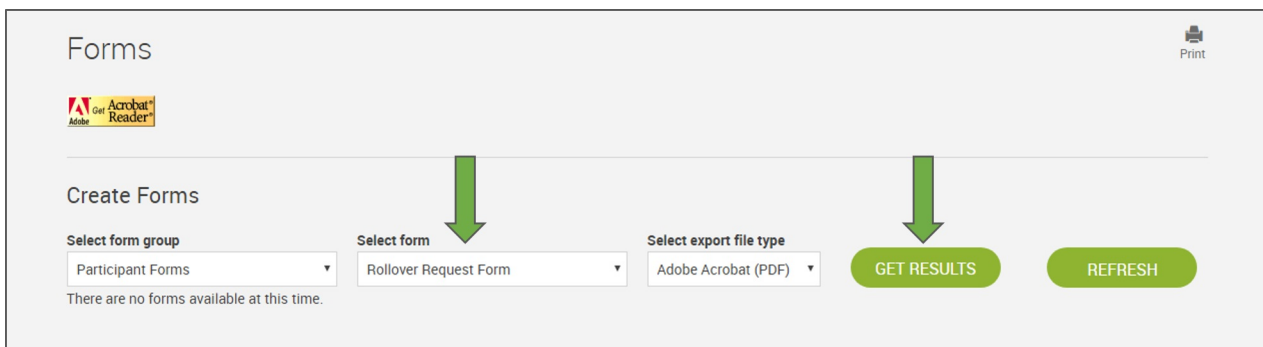 Forms
Print
Adobe
Get Acrobat®
Reader®
Create Forms
Select form group
Select form
Select export file type
Participant Forms
Rollover Request Form
Adobe Acrobat (PDF)
GET RESULTS
REFRESH
There are no forms available at this time.